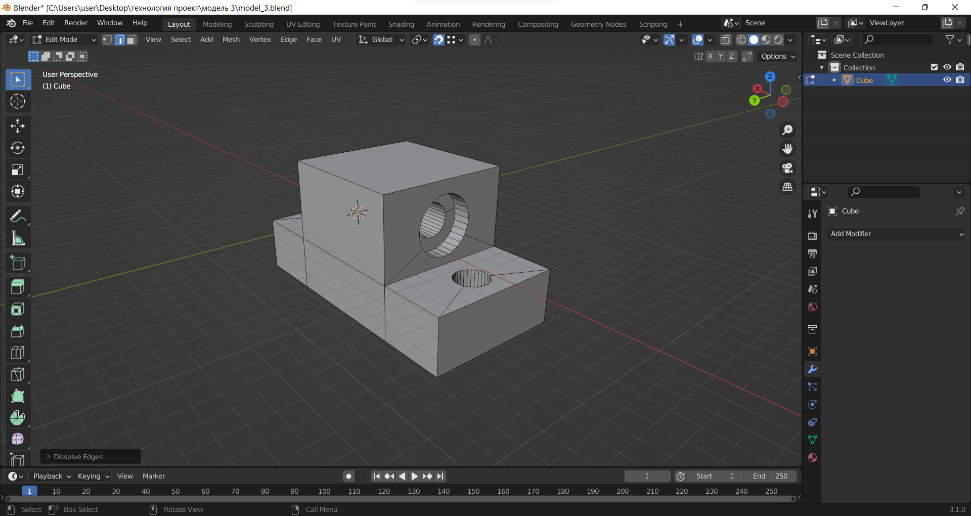 Blender* [C:\Users\user\Desktop\технология проект\модель 3\model_3.blend]
File Edit Render Window Help Layout Modeling Sculpting UV Editing Texture Paint Shading Animation Rendering Compositing Geometry Nodes Scripting + Scene ViewLayer
Edit Mode View Select Add Mesh Vertex Edge Face UV Global
X Y Z Options
User Perspective
(1) Cube
Z
X
Y
Scene Collection
Collection
Cube
Cube
Add Modifier
> Dissolve Edges
Playback Keying View Marker 1 Start 1 End 250
1 10 20 30 40 50 60 70 80 90 100 110 120 130 140 150 160 170 180 190 200 210 220 230 240 250
Select Box Select Rotate View Call Menu 3.1.0